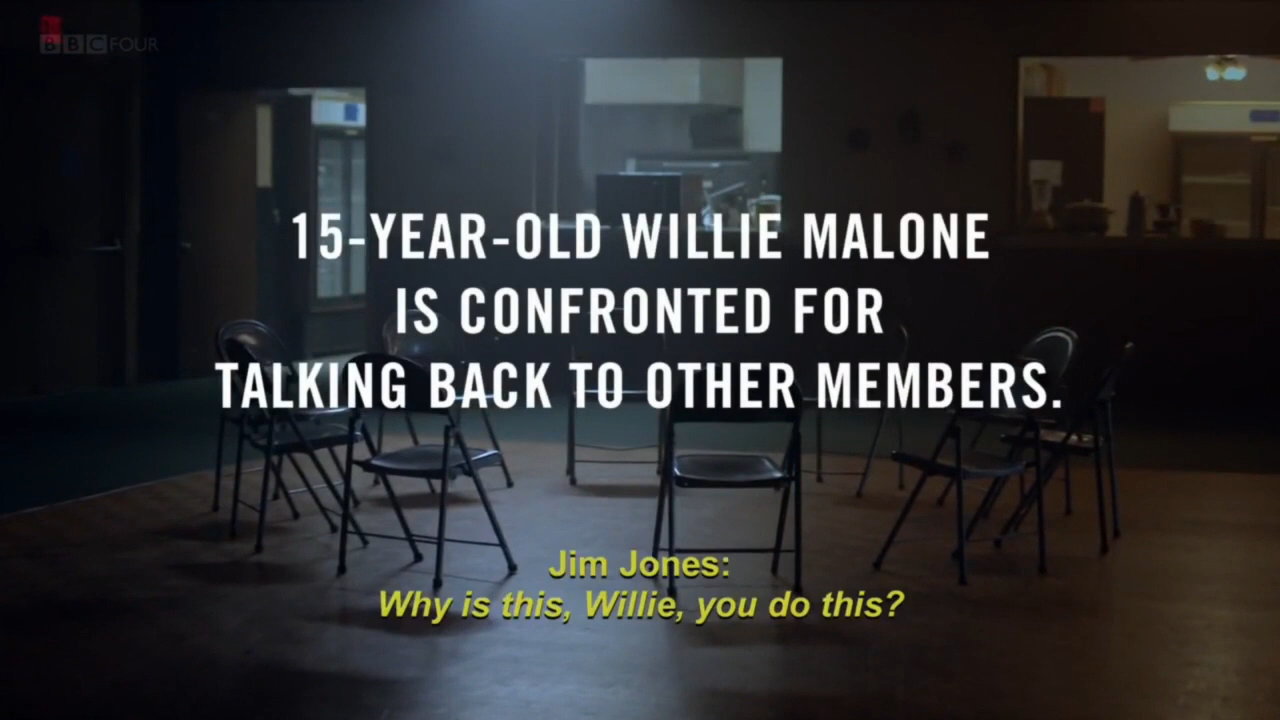 BBC FOUR
15-YEAR-OLD WILLIE MALONE
IS CONFRONTED FOR
TALKING BACK TO OTHER MEMBERS.
Jim Jones:
Why is this, Willie, you do this?